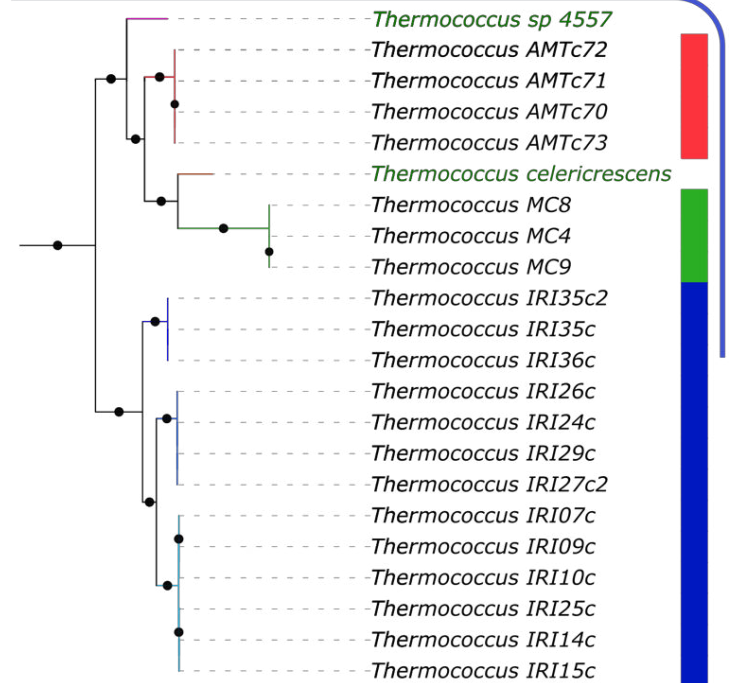 Thermococcus sp 4557
Thermococcus AMTc72
Thermococcus AMTc71
Thermococcus AMTc70
Thermococcus AMTc73
Thermococcus celericrescens
Thermococcus MC8
Thermococcus MC4
Thermococcus MC9
Thermococcus IRI35c2
Thermococcus IRI35c
Thermococcus IRI36c
Thermococcus IRI26c
Thermococcus IRI24c
Thermococcus IRI29c
Thermococcus IRI27c2
Thermococcus IRI07c
Thermococcus IRI09c
Thermococcus IRI10c
Thermococcus IRI25c
Thermococcus IRI14c
Thermococcus IRI15c